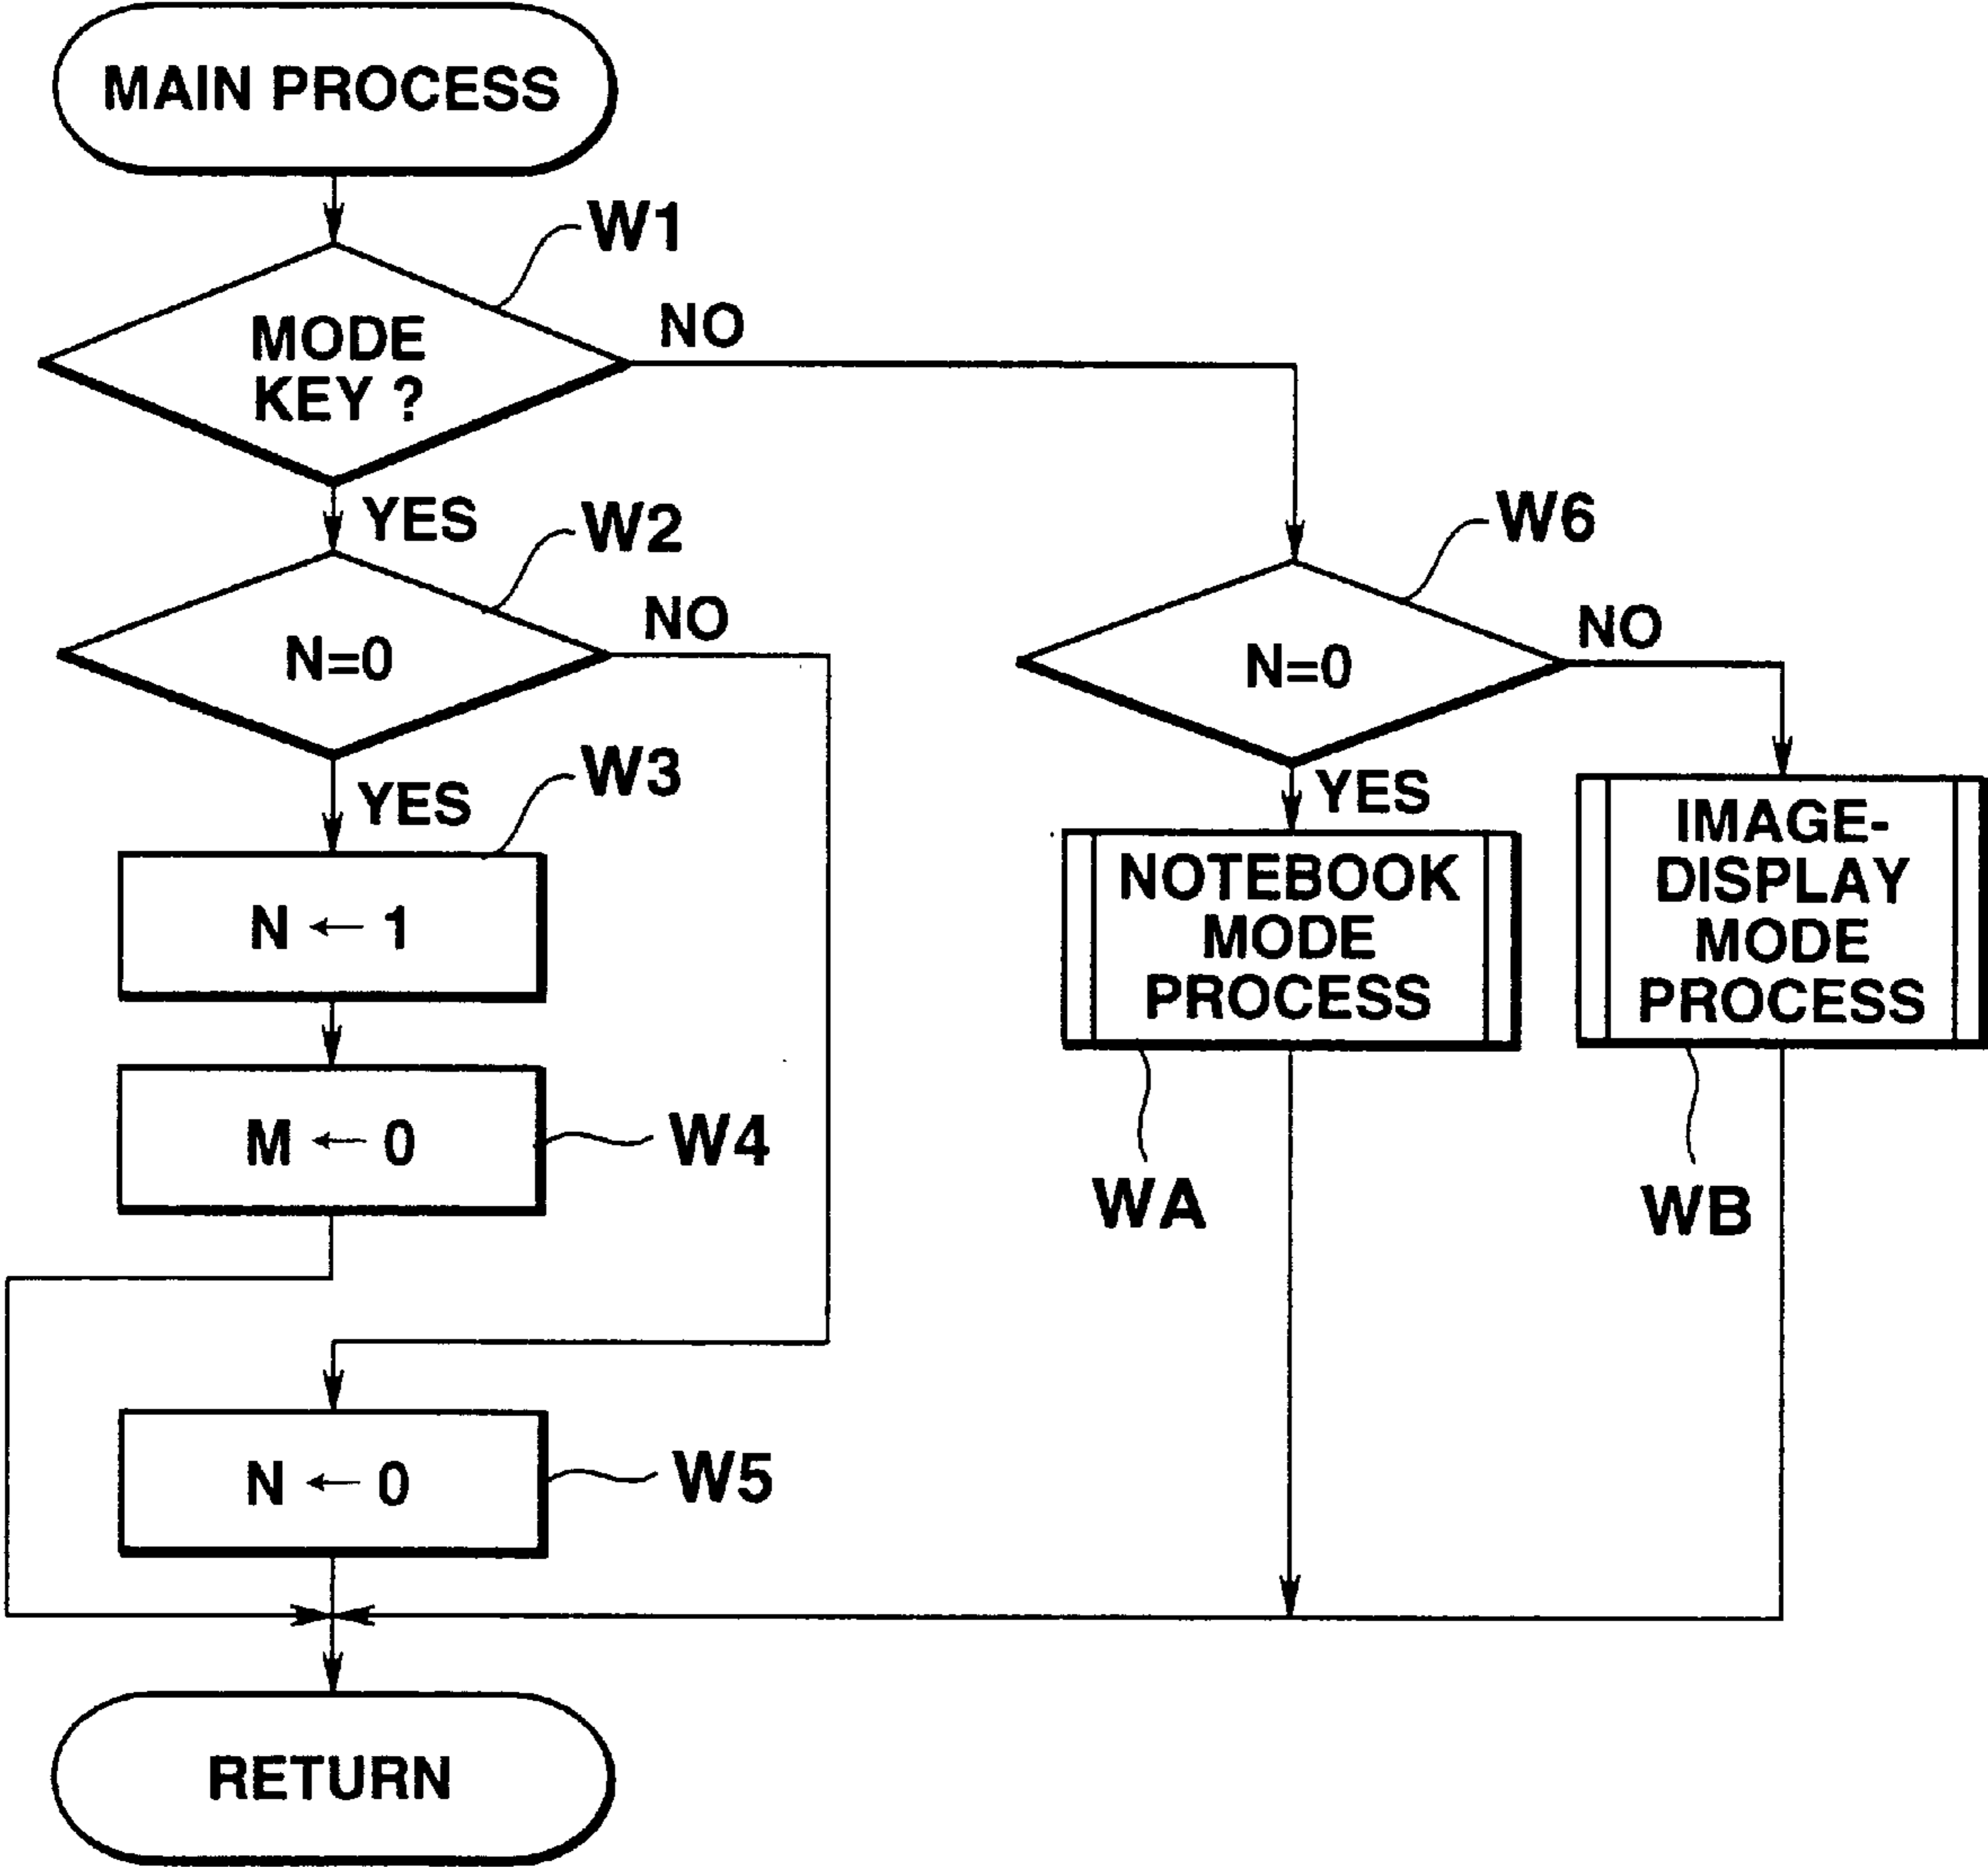 MAIN PROCESS
W1
MODE
KEY ?
NO
YES
W2
N=0
NO
YES
W3
N ← 1
M ← 0
W4
N ← 0
W5
W6
N=0
NO
YES
NOTEBOOK
MODE
PROCESS
WA
IMAGE-
DISPLAY
MODE
PROCESS
WB
RETURN